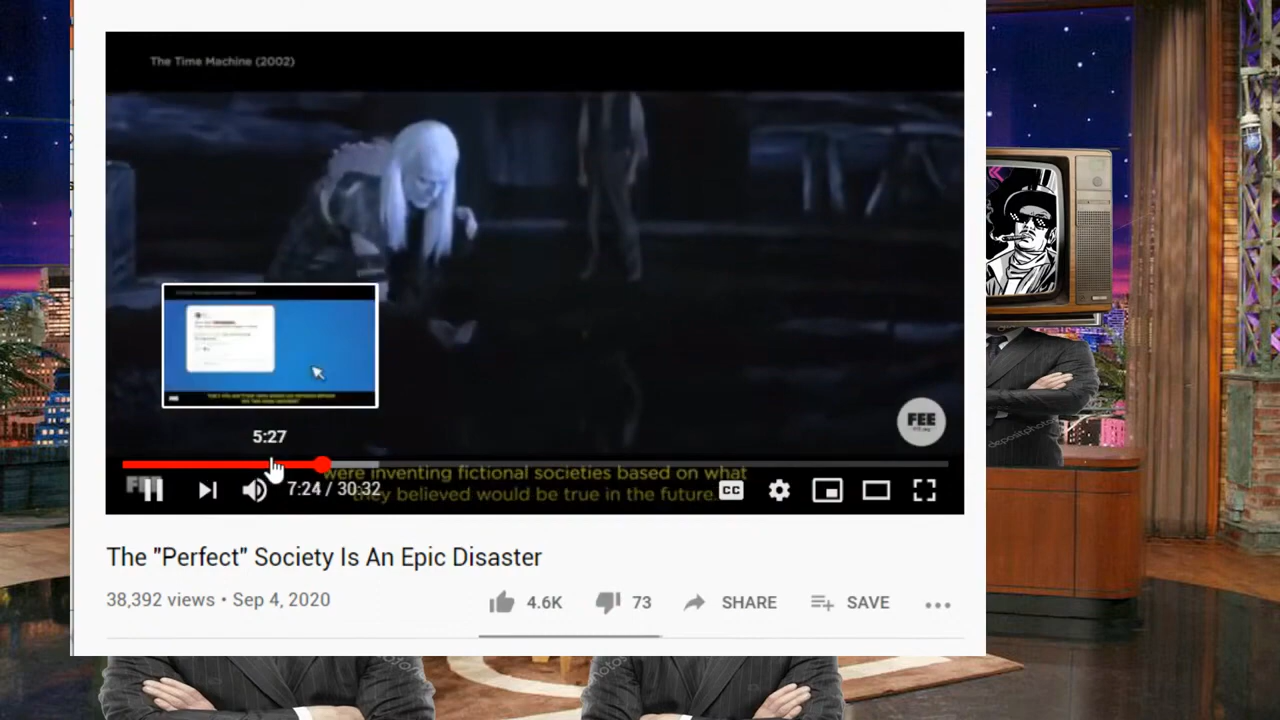 The Time Machine (2002)
FEE
5:27
were inventing fictional societies based on what
they believed would be true in the future.
7:24 / 30:32
CC
The "Perfect" Society Is An Epic Disaster
38,392 views • Sep 4, 2020
4.6K
73
SHARE
SAVE
depositphotos